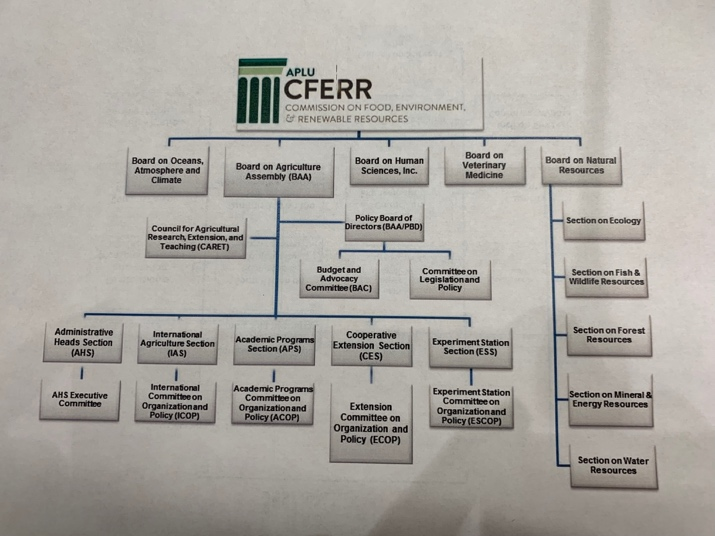 APLU
CFERR
COMMISSION ON FOOD, ENVIRONMENT,
& RENEWABLE RESOURCES
Board on Oceans,
Atmosphere and
Climate
Board on Agriculture
Assembly (BAA)
Board on Human
Sciences, Inc.
Board on
Veterinary
Medicine
Board on Natural
Resources
Council for Agricultural
Research, Extension, and
Teaching (CARET)
Policy Board of
Directors (BAA/PBD)
Section on Ecology
Budget and
Advocacy
Committee (BAC)
Committee on
Legislation and
Policy
Section on Fish &
Wildlife Resources
Administrative
Heads Section
(AHS)
International
Agriculture Section
(IAS)
Academic Programs
Section (APS)
Cooperative
Extension Section
(CES)
Experiment Station
Section (ESS)
Section on Forest
Resources
AHS Executive
Committee
International
Committee on
Organization and
Policy (ICOP)
Academic Programs
Committee on
Organization and
Policy (ACOP)
Extension
Committee on
Organization and
Policy (ECOP)
Experiment Station
Committee on
Organization and
Policy (ESCOP)
Section on Mineral &
Energy Resources
Section on Water
Resources